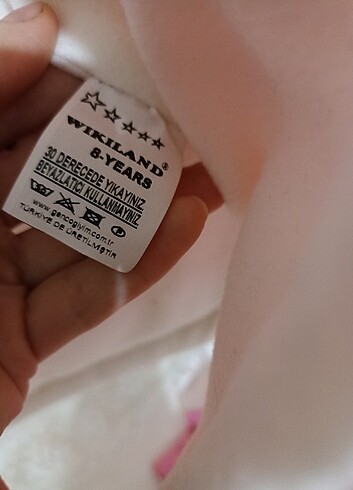 WIKILAND®
8-YEARS
30 DERECEDE YIKAYINIZ.
BEYAZLATICI KULLANMAYINIZ.
www.gencogiyim.com.tr
TÜRKİYE DE ÜRETİLMİŞTİR